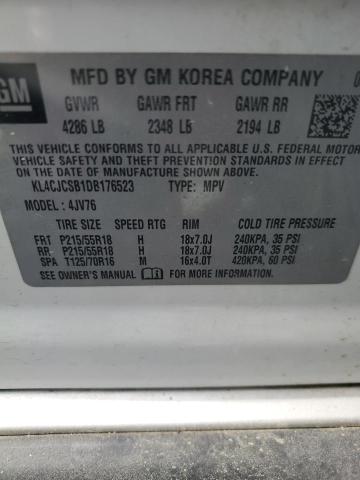 GM
MFD BY GM KOREA COMPANY 0
GVWR GAWR FRT GAWR RR
4286 LB 2348 LB 2194 LB
THIS VEHICLE CONFORMS TO ALL APPLICABLE U.S. FEDERAL MOTOR
VEHICLE SAFETY, BUMPER, AND THEFT PREVENTION STANDARDS IN EFFECT
ON THE DATE OF MANUFACTURE SHOWN ABOVE.
KL4CJCSB1DB176523 TYPE: MPV
MODEL : 4JV76
TIRE SIZE SPEED RTG RIM COLD TIRE PRESSURE
FRT P215/55R18 H 18x7.0J 240KPA, 35 PSI
RR P215/55R18 H 18x7.0J 240KPA, 35 PSI
SPA T125/70R16 M 16x4.0T 420KPA, 60 PSI
SEE OWNER'S MANUAL FOR MORE INFORMATION